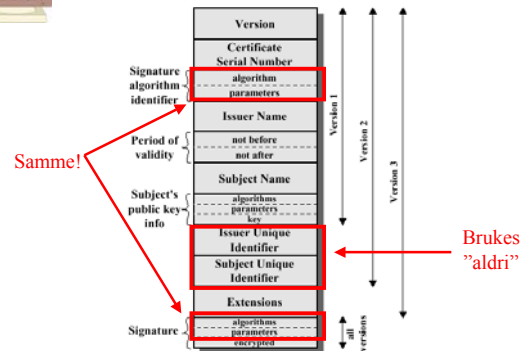 Version
Certificate
Serial Number
Signature
algorithm
identifier
algorithm
parameters
Issuer Name
Period of
validity
not before
not after
Subject Name
Subject's
public key
info
algorithms
parameters
key
Issuer Unique
Identifier
Subject Unique
Identifier
Extensions
Signature
algorithms
parameters
encrypted
Version 1
Version 2
Version 3
all
versions
Samme!
Brukes
”aldri”